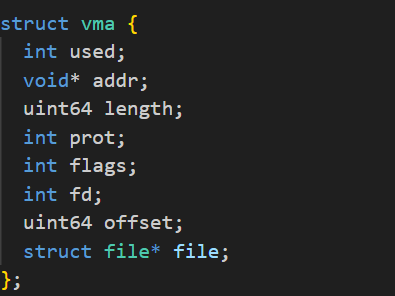 struct vma {
  int used;
  void* addr;
  uint64 length;
  int prot;
  int flags;
  int fd;
  uint64 offset;
  struct file* file;
};